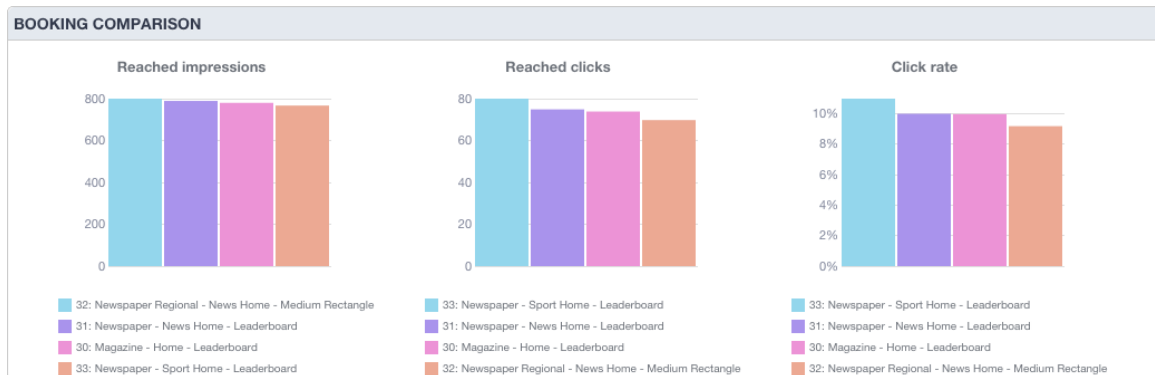 BOOKING COMPARISON
Reached impressions
800
600
400
200
0
32: Newspaper Regional - News Home - Medium Rectangle
31: Newspaper - News Home - Leaderboard
30: Magazine - Home - Leaderboard
33: Newspaper - Sport Home - Leaderboard
Reached clicks
80
60
40
20
0
33: Newspaper - Sport Home - Leaderboard
31: Newspaper - News Home - Leaderboard
30: Magazine - Home - Leaderboard
32: Newspaper Regional - News Home - Medium Rectangle
Click rate
10%
8%
6%
4%
2%
0%
33: Newspaper - Sport Home - Leaderboard
31: Newspaper - News Home - Leaderboard
30: Magazine - Home - Leaderboard
32: Newspaper Regional - News Home - Medium Rectangle